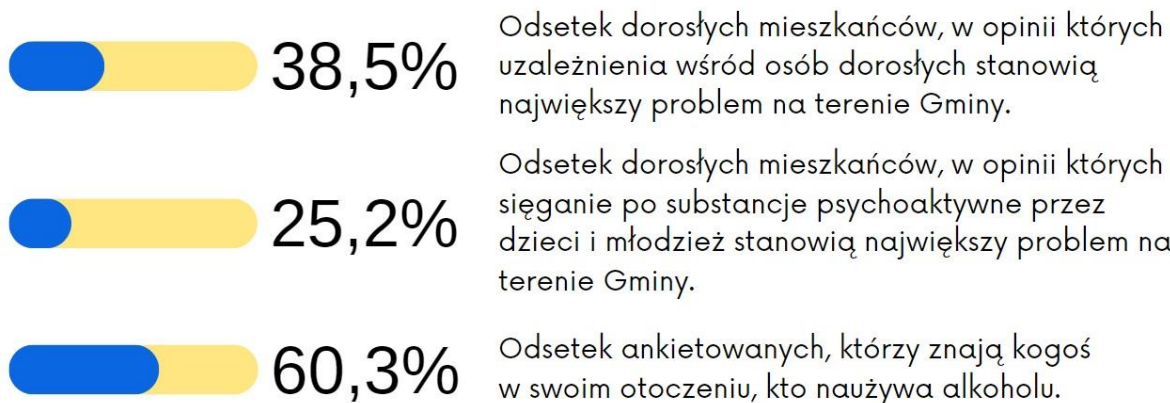 38,5%
Odsetek dorosłych mieszkańców, w opinii których
uzależnienia wśród osób dorosłych stanowią
największy problem na terenie Gminy.
25,2%
Odsetek dorosłych mieszkańców, w opinii których
sięganie po substancje psychoaktywne przez
dzieci i młodzież stanowią największy problem na
terenie Gminy.
60,3%
Odsetek ankietowanych, którzy znają kogoś
w swoim otoczeniu, kto naużywa alkoholu.